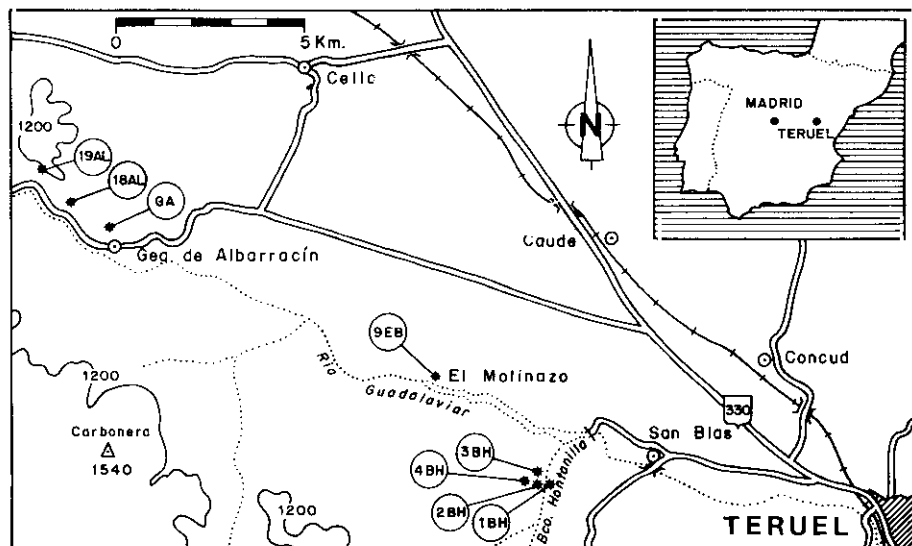 0 5 Km.
Cella
1200
19AL
18AL
GA
Gea. de Albarracín
N
MADRID
TERUEL
Caude
9EB
El Molinazo
Río
Guadalaviar
Concud
1200
Carbonera
1540
330
San Blas
3BH
4BH
2BH
1BH
Bco. Hontanilla
1200
TERUEL